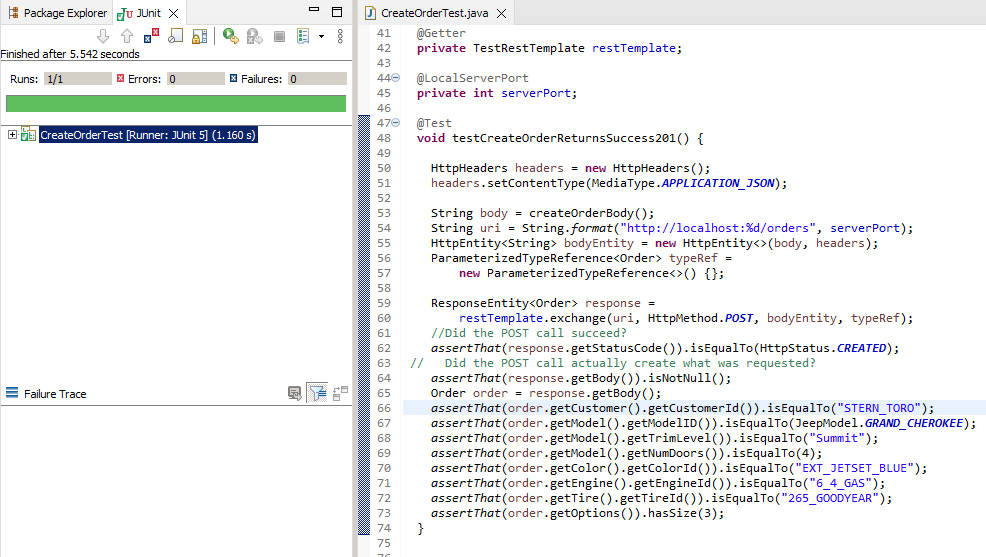 Package Explorer
JUnit
Finished after 5.542 seconds
Runs: 1/1
Errors: 0
Failures: 0
CreateOrderTest [Runner: JUnit 5] (1.160 s)
Failure Trace
CreateOrderTest.java
41 @Getter
42 private TestRestTemplate restTemplate;
43
44 @LocalServerPort
45 private int serverPort;
46
47 @Test
48 void testCreateOrderReturnsSuccess201() {
49
50 HttpHeaders headers = new HttpHeaders();
51 headers.setContentType(MediaType.APPLICATION_JSON);
52
53 String body = createOrderBody();
54 String uri = String.format("http://localhost:%d/orders", serverPort);
55 HttpEntity<String> bodyEntity = new HttpEntity<>(body, headers);
56 ParameterizedTypeReference<Order> typeRef =
57 new ParameterizedTypeReference<>() {};
58
59 ResponseEntity<Order> response =
60 restTemplate.exchange(uri, HttpMethod.POST, bodyEntity, typeRef);
61 //Did the POST call succeed?
62 assertThat(response.getStatusCode()).isEqualTo(HttpStatus.CREATED);
63 // Did the POST call actually create what was requested?
64 assertThat(response.getBody()).isNotNull();
65 Order order = response.getBody();
66 assertThat(order.getCustomer().getCustomerId()).isEqualTo("STERN_TORO");
67 assertThat(order.getModel().getModelID()).isEqualTo(JeepModel.GRAND_CHEROKEE);
68 assertThat(order.getModel().getTrimLevel()).isEqualTo("Summit");
69 assertThat(order.getModel().getNumDoors()).isEqualTo(4);
70 assertThat(order.getColor().getColorId()).isEqualTo("EXT_JETSET_BLUE");
71 assertThat(order.getEngine().getEngineId()).isEqualTo("6_4_GAS");
72 assertThat(order.getTire().getTireId()).isEqualTo("265_GOODYEAR");
73 assertThat(order.getOptions()).hasSize(3);
74 }
75